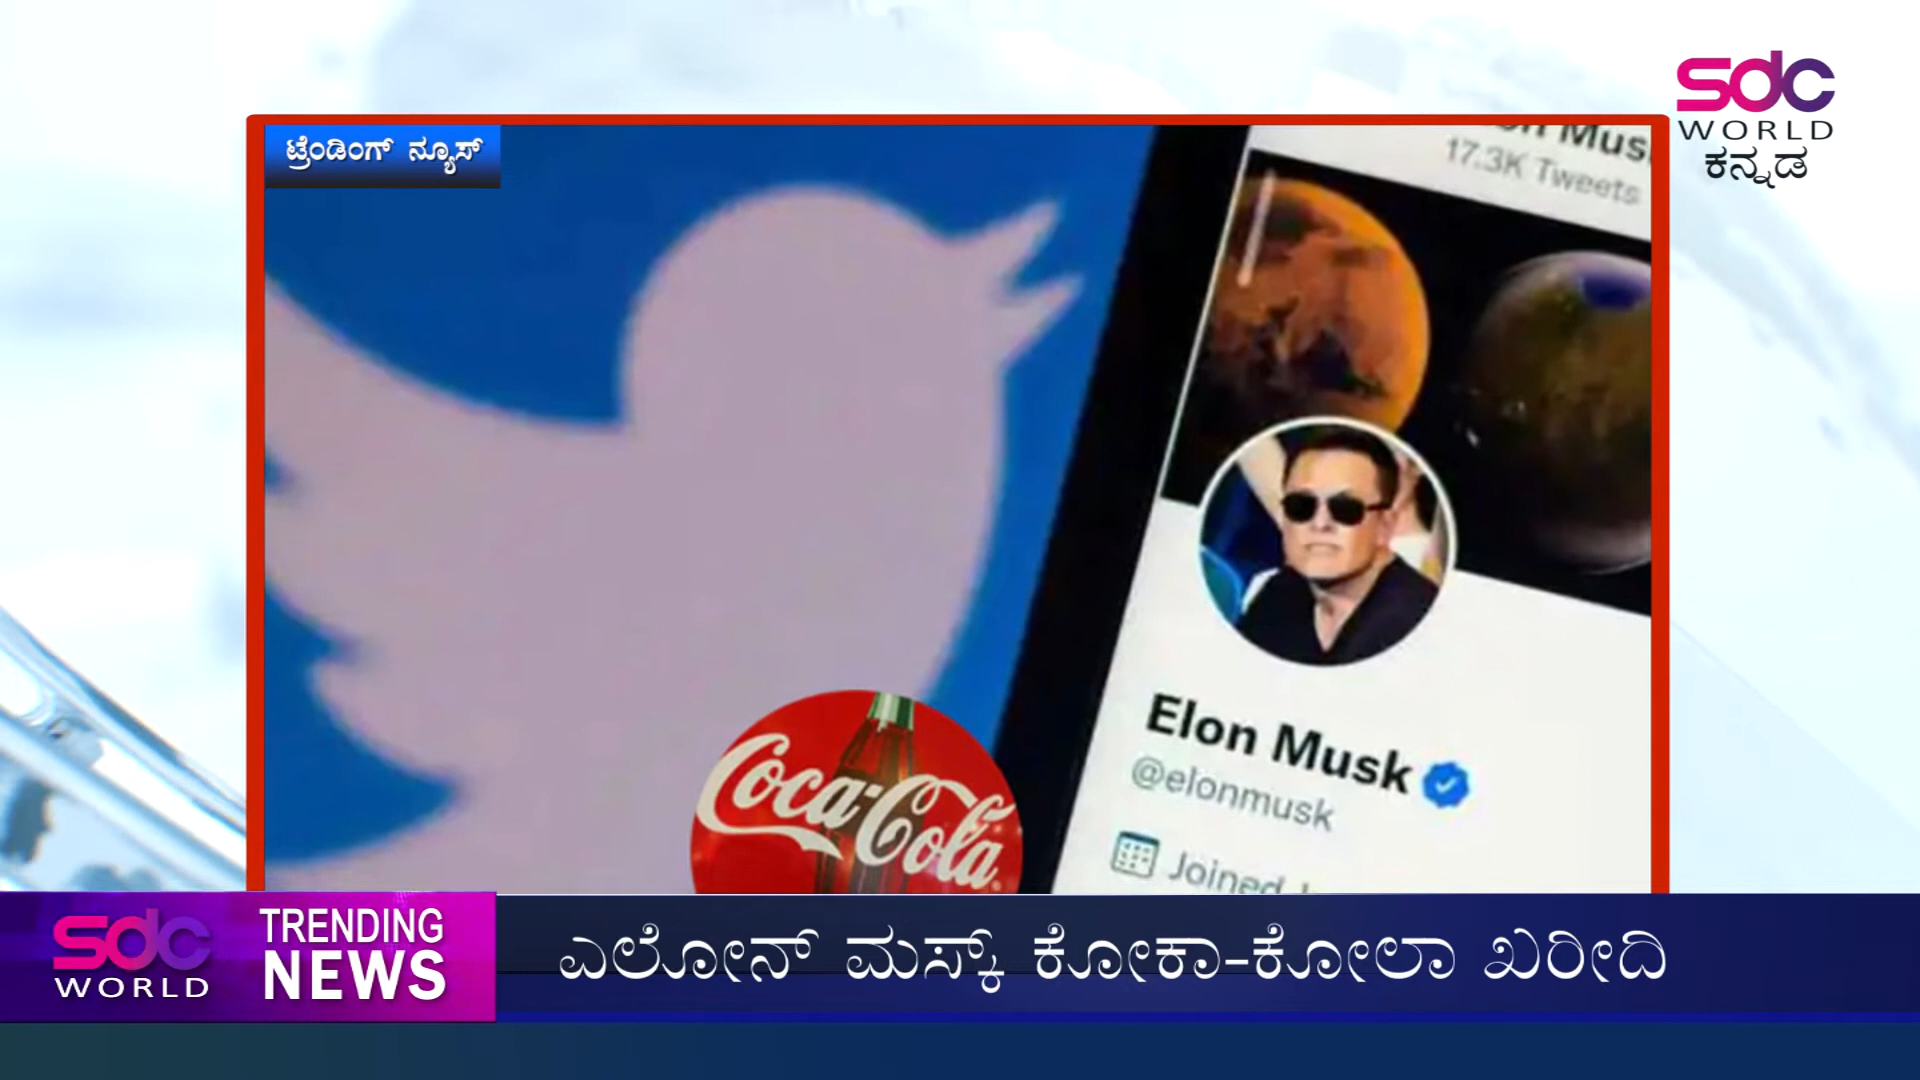 sdc
WORLD
ಕನ್ನಡ
ಟ್ರೆಂಡಿಂಗ್ ನ್ಯೂಸ್
17.3K Tweets
Elon Musk
@elonmusk
Joined
Coca-Cola
sdc
WORLD
TRENDING
NEWS
ಎಲೋನ್ ಮಸ್ಕ್ ಕೋಕಾ-ಕೋಲಾ ಖರೀದಿ